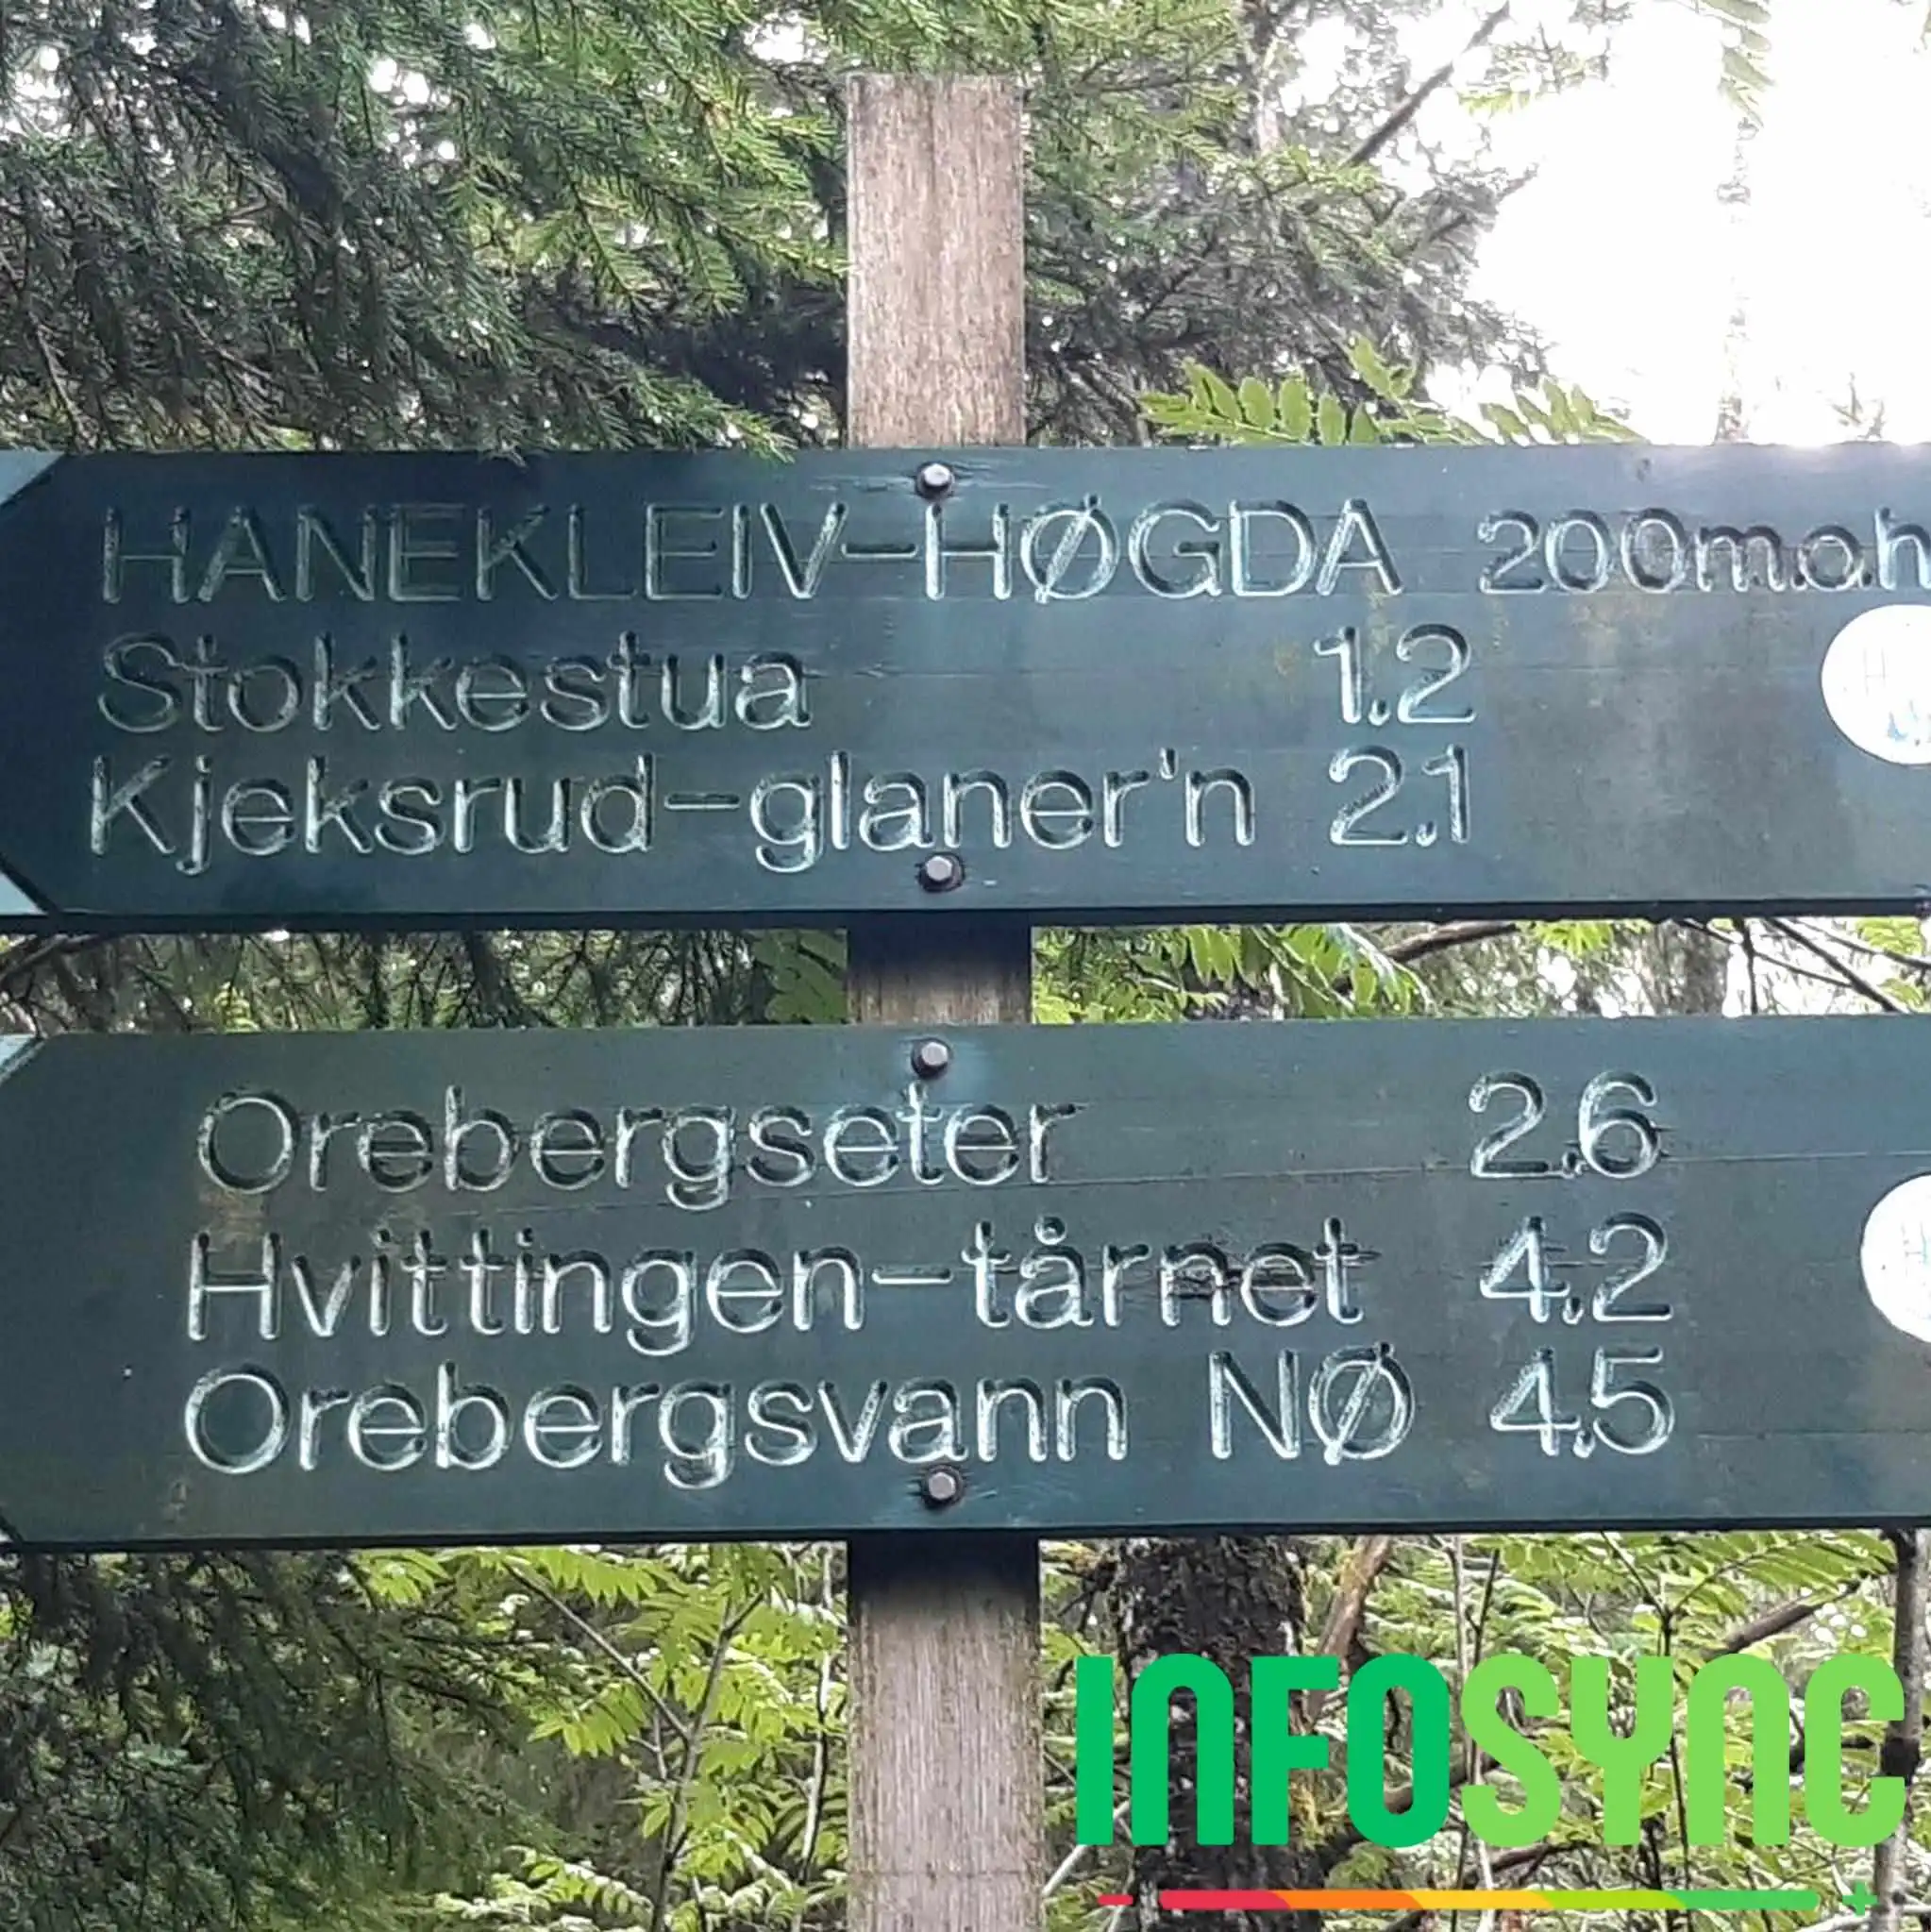 HANEKLEIV-HØGDA 200m.o.h
Stokkestua 1.2
Kjeksrud-glaner'n 2.1
Orebergseter 2.6
Hvittingen-tårnet 4.2
Orebergsvann NØ 4.5
INFOSYNC